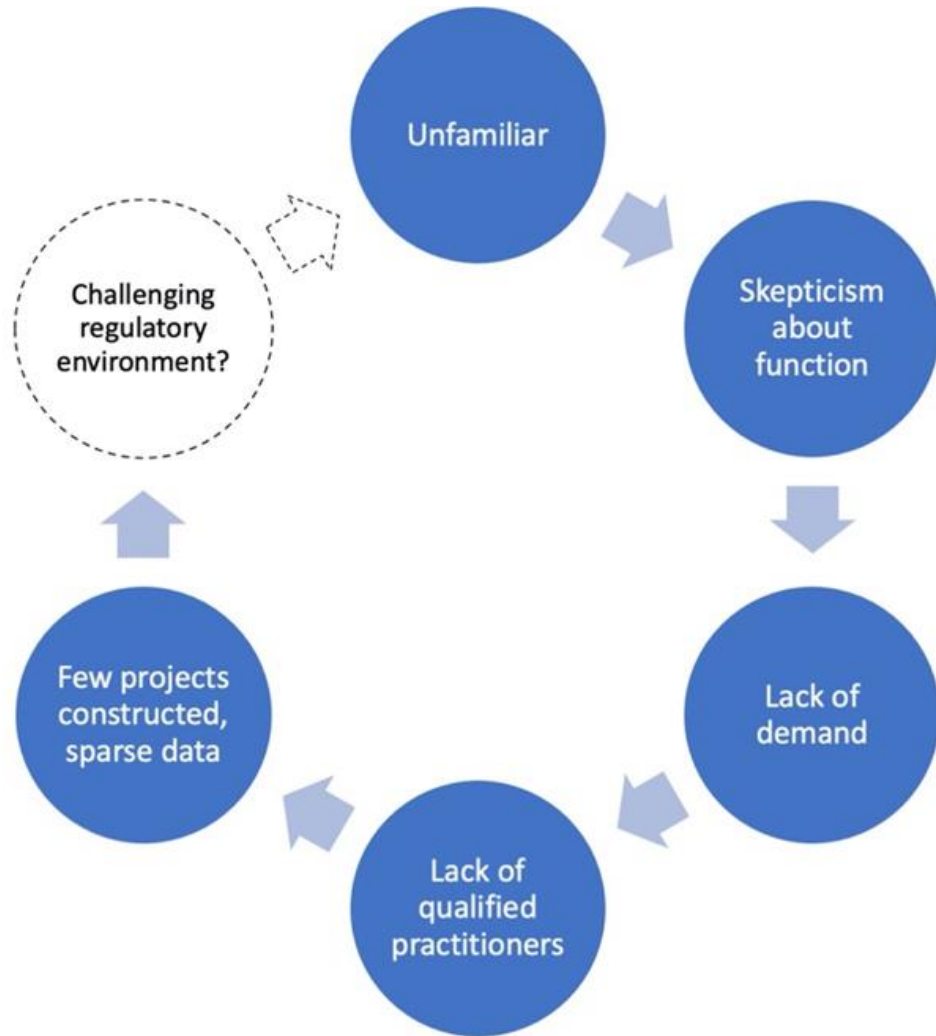 Unfamiliar
Skepticism
about
function
Lack of
demand
Lack of
qualified
practitioners
Few projects
constructed,
sparse data
Challenging
regulatory
environment?